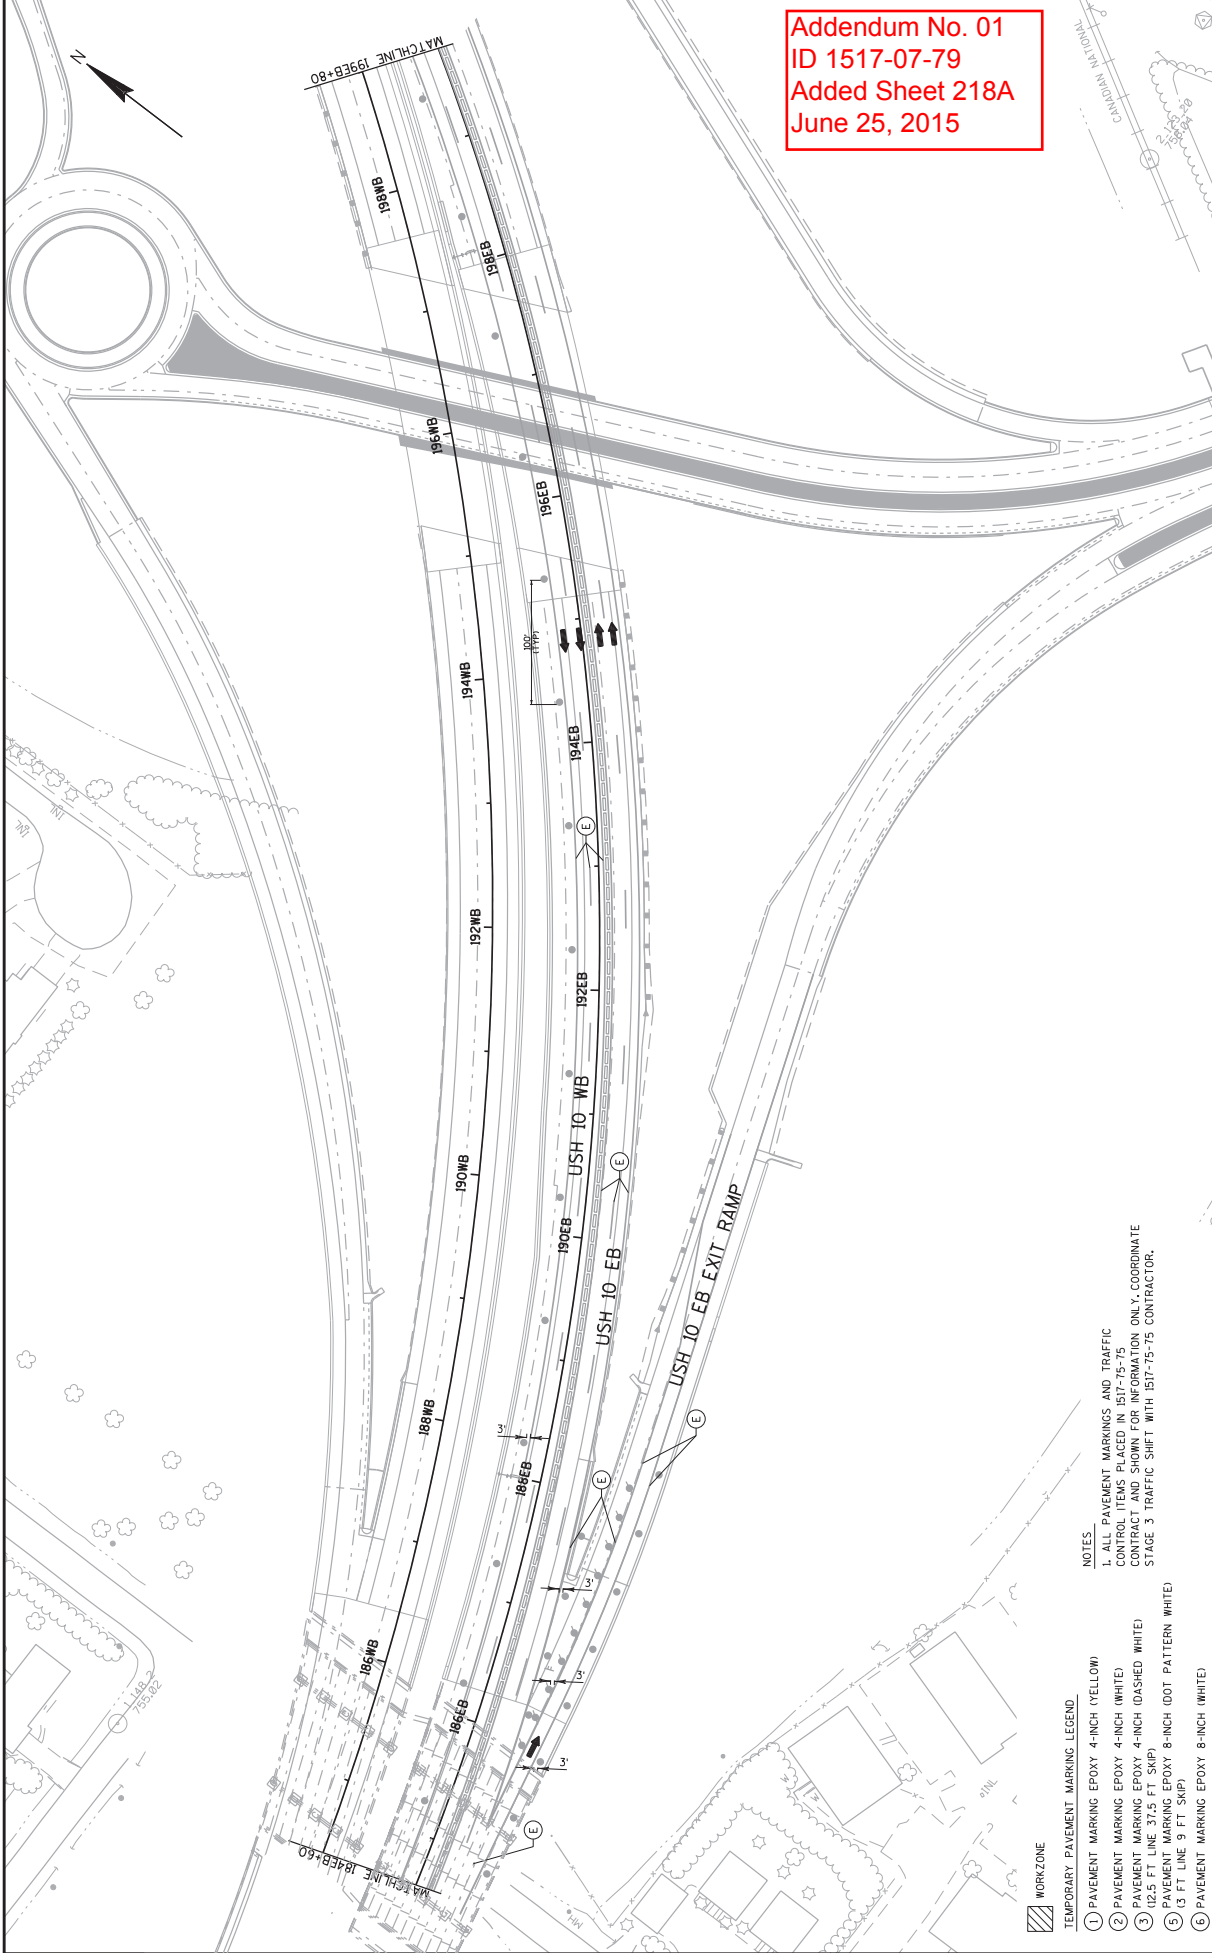 Addendum No. 01
ID 1517-07-79
Added Sheet 218A
June 25, 2015
N
MATCHLINE 199EB+80
CANADIAN NATIONAL
198WB
198EB
196WB
196EB
100'
(TYP)
194WB
194EB
E
192WB
192EB
USH 10 WB
190WB
190EB
E
USH 10 EB
USH 10 EB EXIT RAMP
188WB
188EB
3'
E
E
3'
186WB
186EB
3'
3'
E
MATCHLINE 184EB+60
755.02
MH
INL
INL
INL
NOTES
1. ALL PAVEMENT MARKINGS AND TRAFFIC
CONTROL ITEMS PLACED IN 1517-75-75
CONTRACT AND SHOWN FOR INFORMATION ONLY. COORDINATE
STAGE 3 TRAFFIC SHIFT WITH 1517-75-75 CONTRACTOR.
WORKZONE
TEMPORARY PAVEMENT MARKING LEGEND
1 PAVEMENT MARKING EPOXY 4-INCH (YELLOW)
2 PAVEMENT MARKING EPOXY 4-INCH (WHITE)
3 PAVEMENT MARKING EPOXY 4-INCH (DASHED WHITE)
(12.5 FT LINE 37.5 FT SKIP)
5 PAVEMENT MARKING EPOXY 8-INCH (DOT PATTERN WHITE)
(3 FT LINE 9 FT SKIP)
6 PAVEMENT MARKING EPOXY 8-INCH (WHITE)